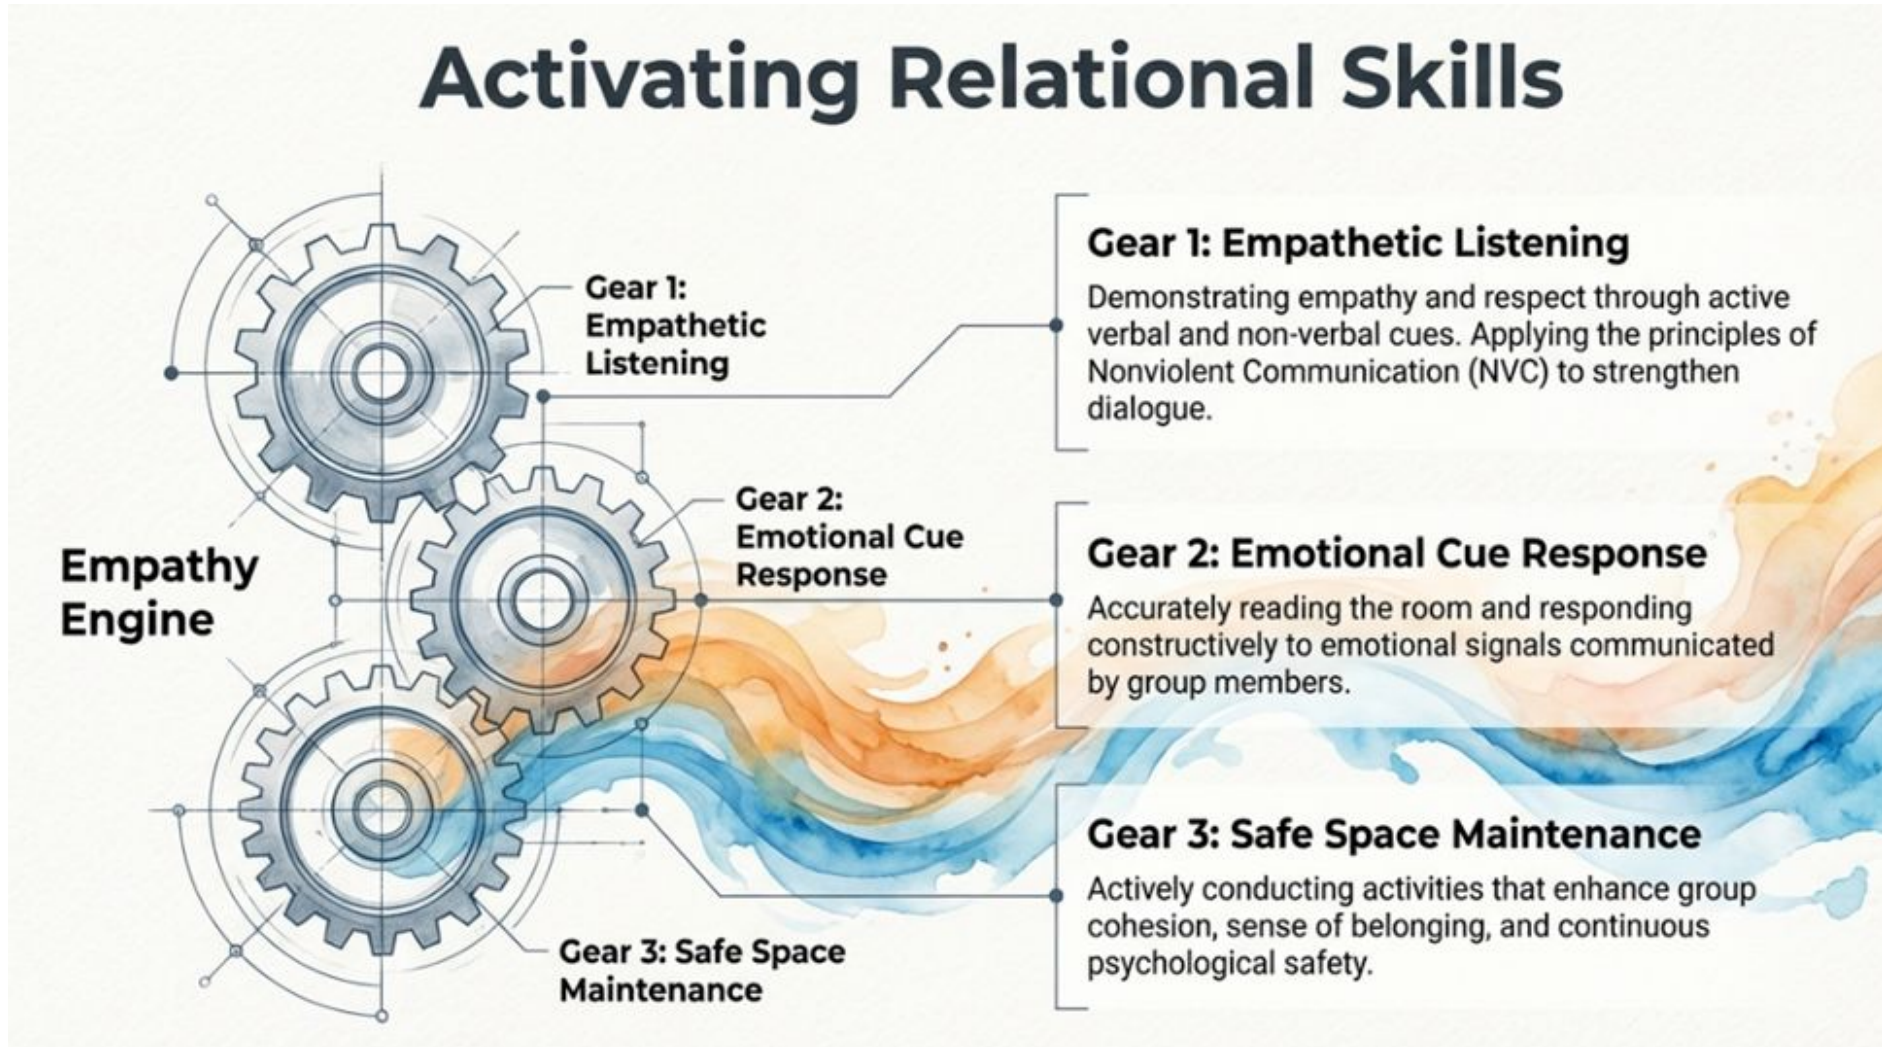 Activating Relational Skills
Gear 1:
Empathetic
Listening
Gear 2:
Emotional Cue
Response
Empathy
Engine
Gear 3: Safe Space
Maintenance
Gear 1: Empathetic Listening
Demonstrating empathy and respect through active
verbal and non-verbal cues. Applying the principles of
Nonviolent Communication (NVC) to strengthen
dialogue.
Gear 2: Emotional Cue Response
Accurately reading the room and responding
constructively to emotional signals communicated
by group members.
Gear 3: Safe Space Maintenance
Actively conducting activities that enhance group
cohesion, sense of belonging, and continuous
psychological safety.